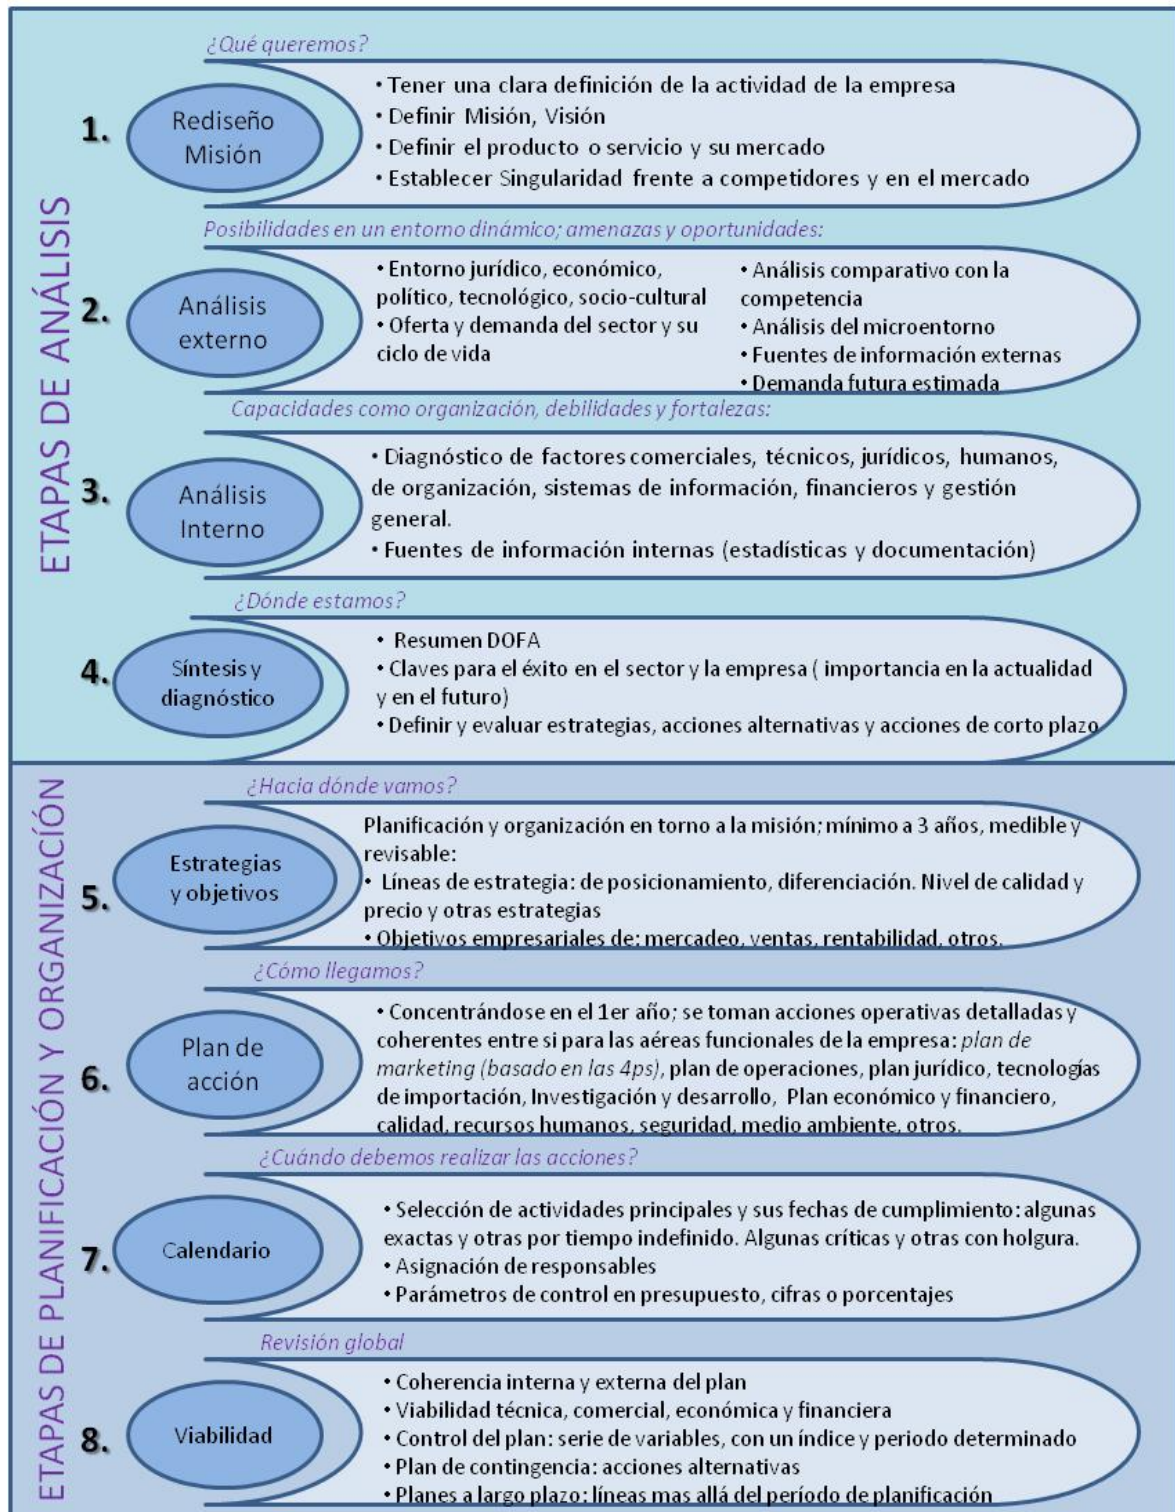 ETAPAS DE ANÁLISIS
¿Qué queremos?
1.
Rediseño
Misión
• Tener una clara definición de la actividad de la empresa
• Definir Misión, Visión
• Definir el producto o servicio y su mercado
• Establecer Singularidad frente a competidores y en el mercado
Posibilidades en un entorno dinámico; amenazas y oportunidades:
2.
Análisis
externo
• Entorno jurídico, económico,
político, tecnológico, socio-cultural
• Oferta y demanda del sector y su
ciclo de vida
• Análisis comparativo con la
competencia
• Análisis del microentorno
• Fuentes de información externas
• Demanda futura estimada
Capacidades como organización, debilidades y fortalezas:
3.
Análisis
Interno
• Diagnóstico de factores comerciales, técnicos, jurídicos, humanos,
de organización, sistemas de información, financieros y gestión
general.
• Fuentes de información internas (estadísticas y documentación)
¿Dónde estamos?
4.
Síntesis y
diagnóstico
• Resumen DOFA
• Claves para el éxito en el sector y la empresa ( importancia en la actualidad
y en el futuro)
• Definir y evaluar estrategias, acciones alternativas y acciones de corto plazo
ETAPAS DE PLANIFICACIÓN Y ORGANIZACÍÓN
¿Hacia dónde vamos?
5.
Estrategias
y objetivos
Planificación y organización en torno a la misión; mínimo a 3 años, medible y
revisable:
• Líneas de estrategia: de posicionamiento, diferenciación. Nivel de calidad y
precio y otras estrategias
• Objetivos empresariales de: mercadeo, ventas, rentabilidad, otros.
¿Cómo llegamos?
6.
Plan de
acción
• Concentrándose en el 1er año; se toman acciones operativas detalladas y
coherentes entre si para las aéreas funcionales de la empresa: plan de
marketing (basado en las 4ps), plan de operaciones, plan jurídico, tecnologías
de importación, Investigación y desarrollo, Plan económico y financiero,
calidad, recursos humanos, seguridad, medio ambiente, otros.
¿Cuándo debemos realizar las acciones?
7.
Calendario
• Selección de actividades principales y sus fechas de cumplimiento: algunas
exactas y otras por tiempo indefinido. Algunas críticas y otras con holgura.
• Asignación de responsables
• Parámetros de control en presupuesto, cifras o porcentajes
Revisión global
8.
Viabilidad
• Coherencia interna y externa del plan
• Viabilidad técnica, comercial, económica y financiera
• Control del plan: serie de variables, con un índice y periodo determinado
• Plan de contingencia: acciones alternativas
• Planes a largo plazo: líneas mas allá del período de planificación